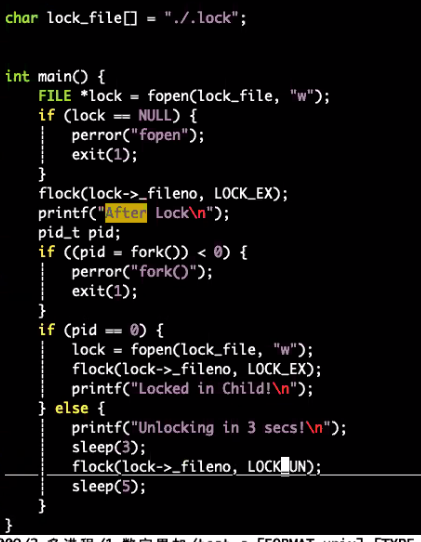 char lock_file[] = "./.lock";
int main() {
FILE *lock = fopen(lock_file, "w");
if (lock == NULL) {
perror("fopen");
exit(1);
}
flock(lock->_fileno, LOCK_EX);
printf("After Lock\n");
pid_t pid;
if ((pid = fork()) < 0) {
perror("fork()");
exit(1);
}
if (pid == 0) {
lock = fopen(lock_file, "w");
flock(lock->_fileno, LOCK_EX);
printf("Locked in Child!\n");
} else {
printf("Unlocking in 3 secs!\n");
sleep(3);
flock(lock->_fileno, LOCK_UN);
sleep(5);
}
}